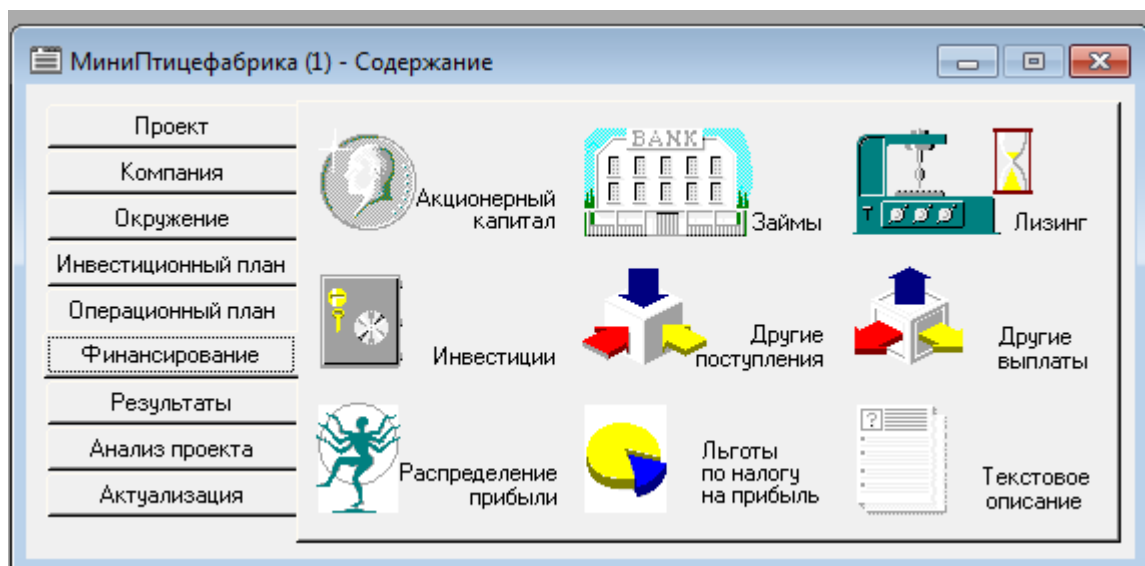 МиниПтицефабрика (1) - Содержание
Проект
Компания
Окружение
Инвестиционный план
Операционный план
Финансирование
Результаты
Анализ проекта
Актуализация
BANK
Акционерный
капитал
Займы
Т
Лизинг
Инвестиции
Другие
поступления
Другие
выплаты
Распределение
прибыли
Льготы
по налогу
на прибыль
?
Текстовое
описание